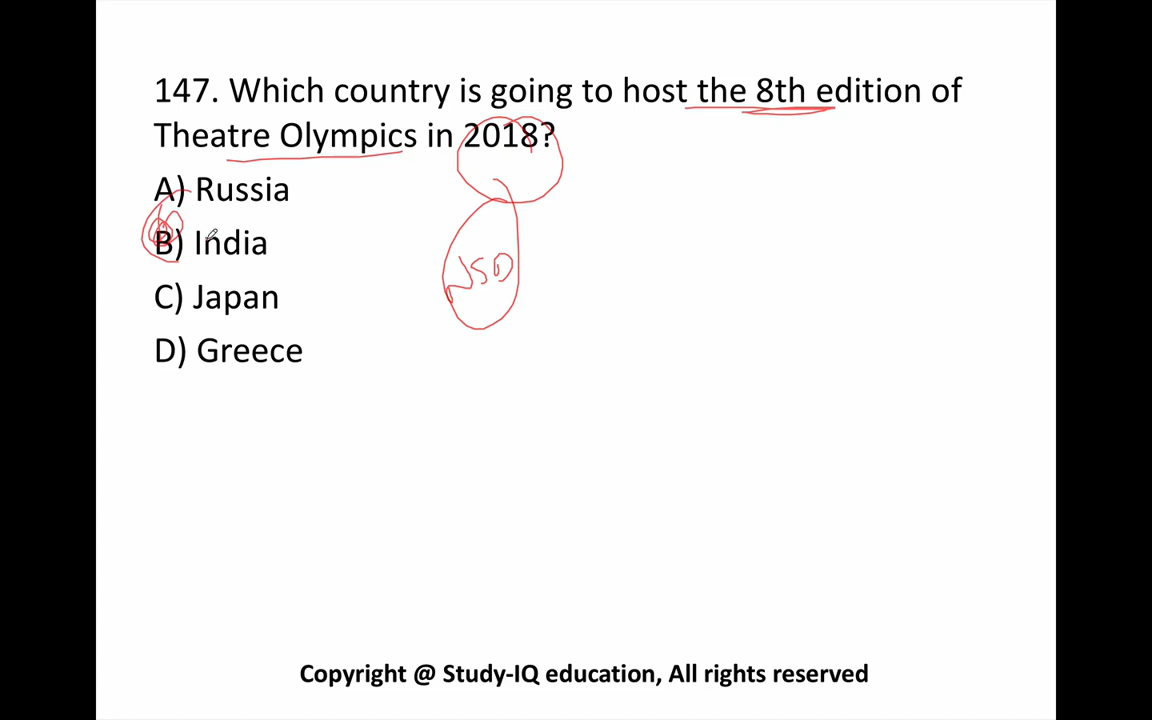 147. Which country is going to host the 8th edition of
Theatre Olympics in 2018?
A) Russia
B) India
C) Japan
NSD
D) Greece
Copyright @ Study-IQ education, All rights reserved